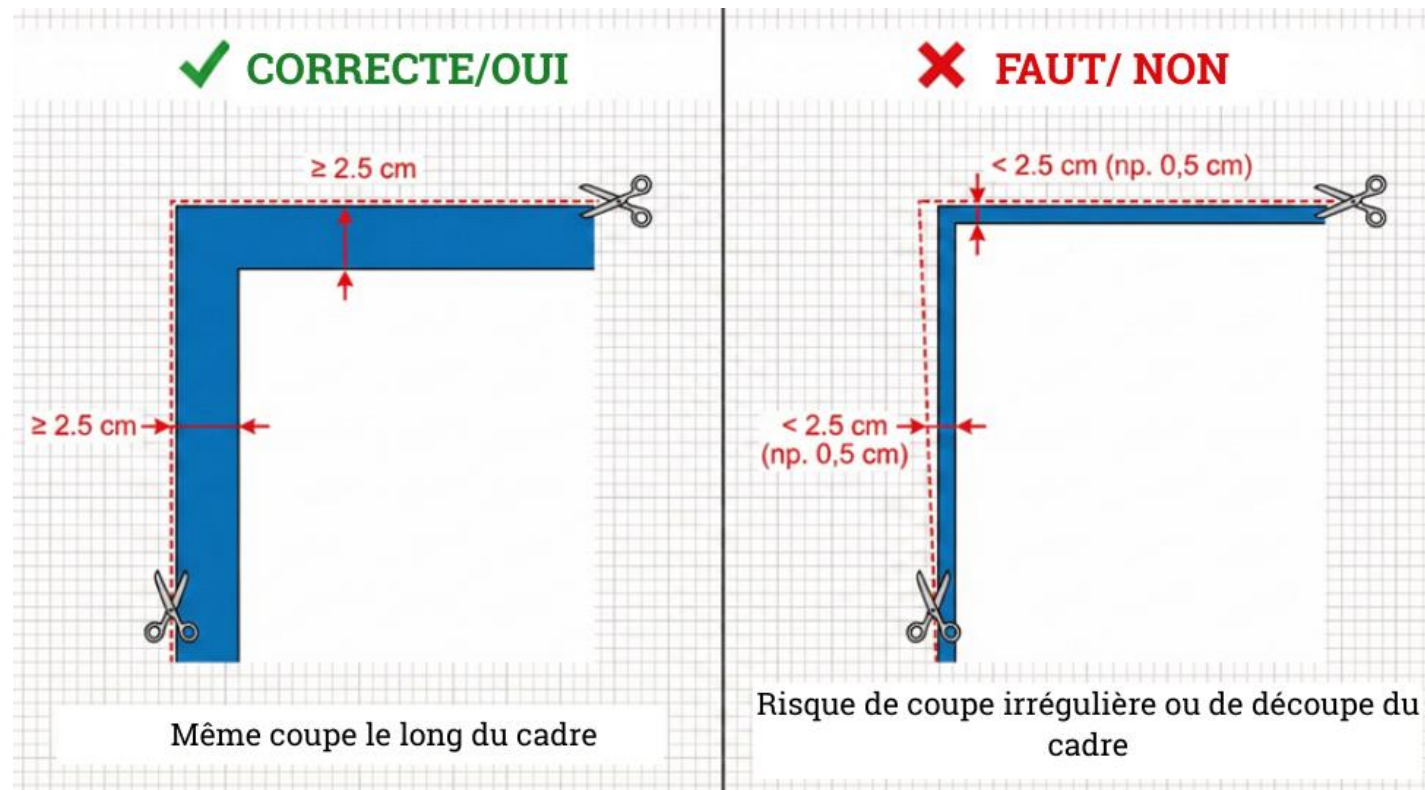 CORRECTE/OUI
≥ 2.5 cm
≥ 2.5 cm
Même coupe le long du cadre
FAUT/ NON
< 2.5 cm (np. 0,5 cm)
< 2.5 cm
(np. 0,5 cm)
Risque de coupe irrégulière ou de découpe du
cadre